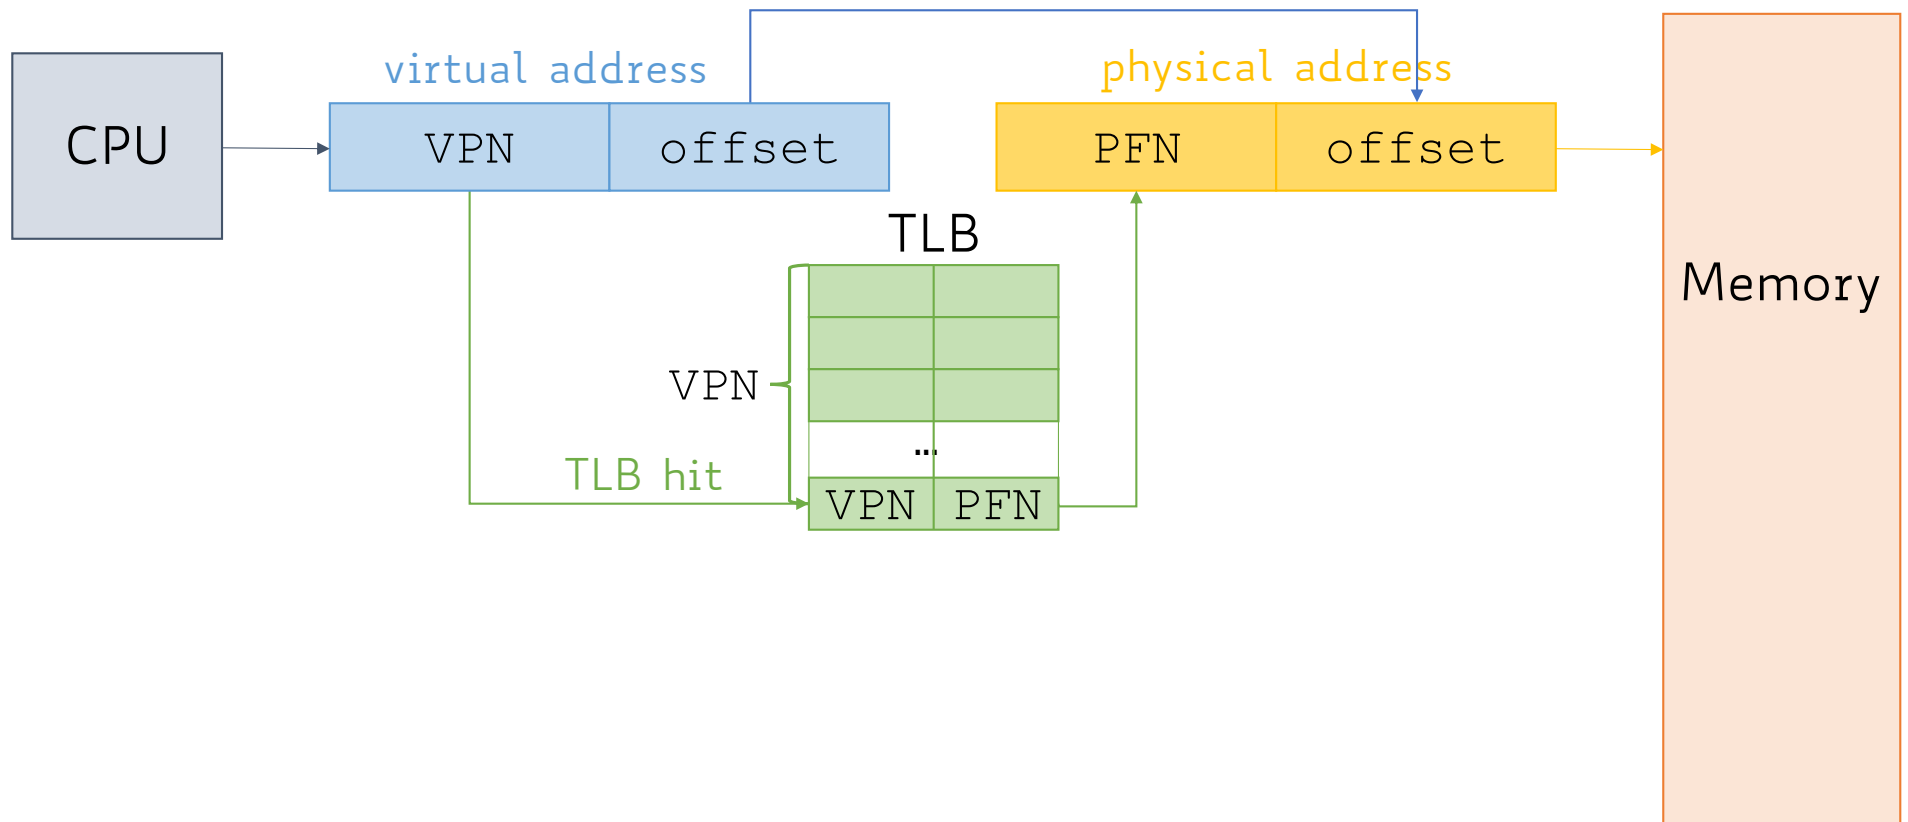 virtual address
physical address
CPU
VPN
offset
PFN
offset
TLB
Memory
VPN
…
TLB hit
VPN
PFN